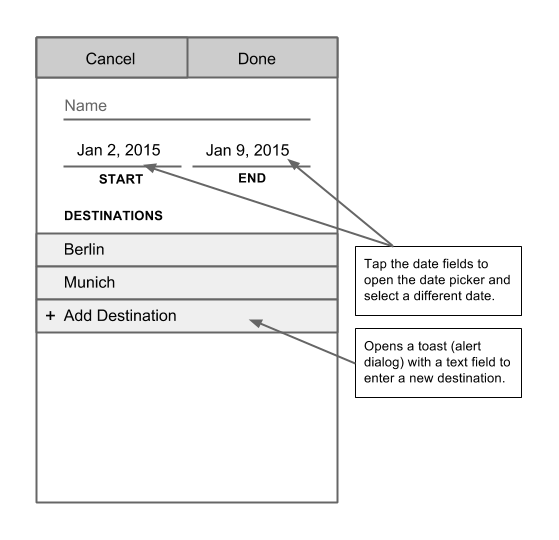 Cancel Done
Name
Jan 2, 2015 Jan 9, 2015
START END
DESTINATIONS
Berlin
Munich
+ Add Destination
Tap the date fields to
open the date picker and
select a different date.
Opens a toast (alert
dialog) with a text field to
enter a new destination.